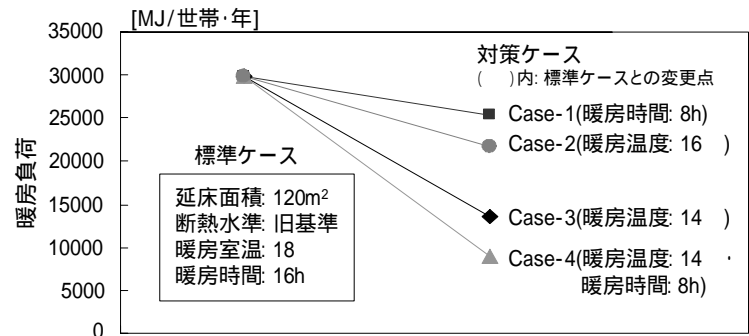 [MJ/世帯·年]
35000
30000
25000
20000
15000
10000
5000
0
暖房負荷
対策ケース
(　)内: 標準ケースとの変更点
Case-1(暖房時間: 8h)
Case-2(暖房温度: 16　)
Case-3(暖房温度: 14　)
Case-4(暖房温度: 14　·
暖房時間: 8h)
標準ケース
延床面積: 120m²
断熱水準: 旧基準
暖房室温: 18
暖房時間: 16h